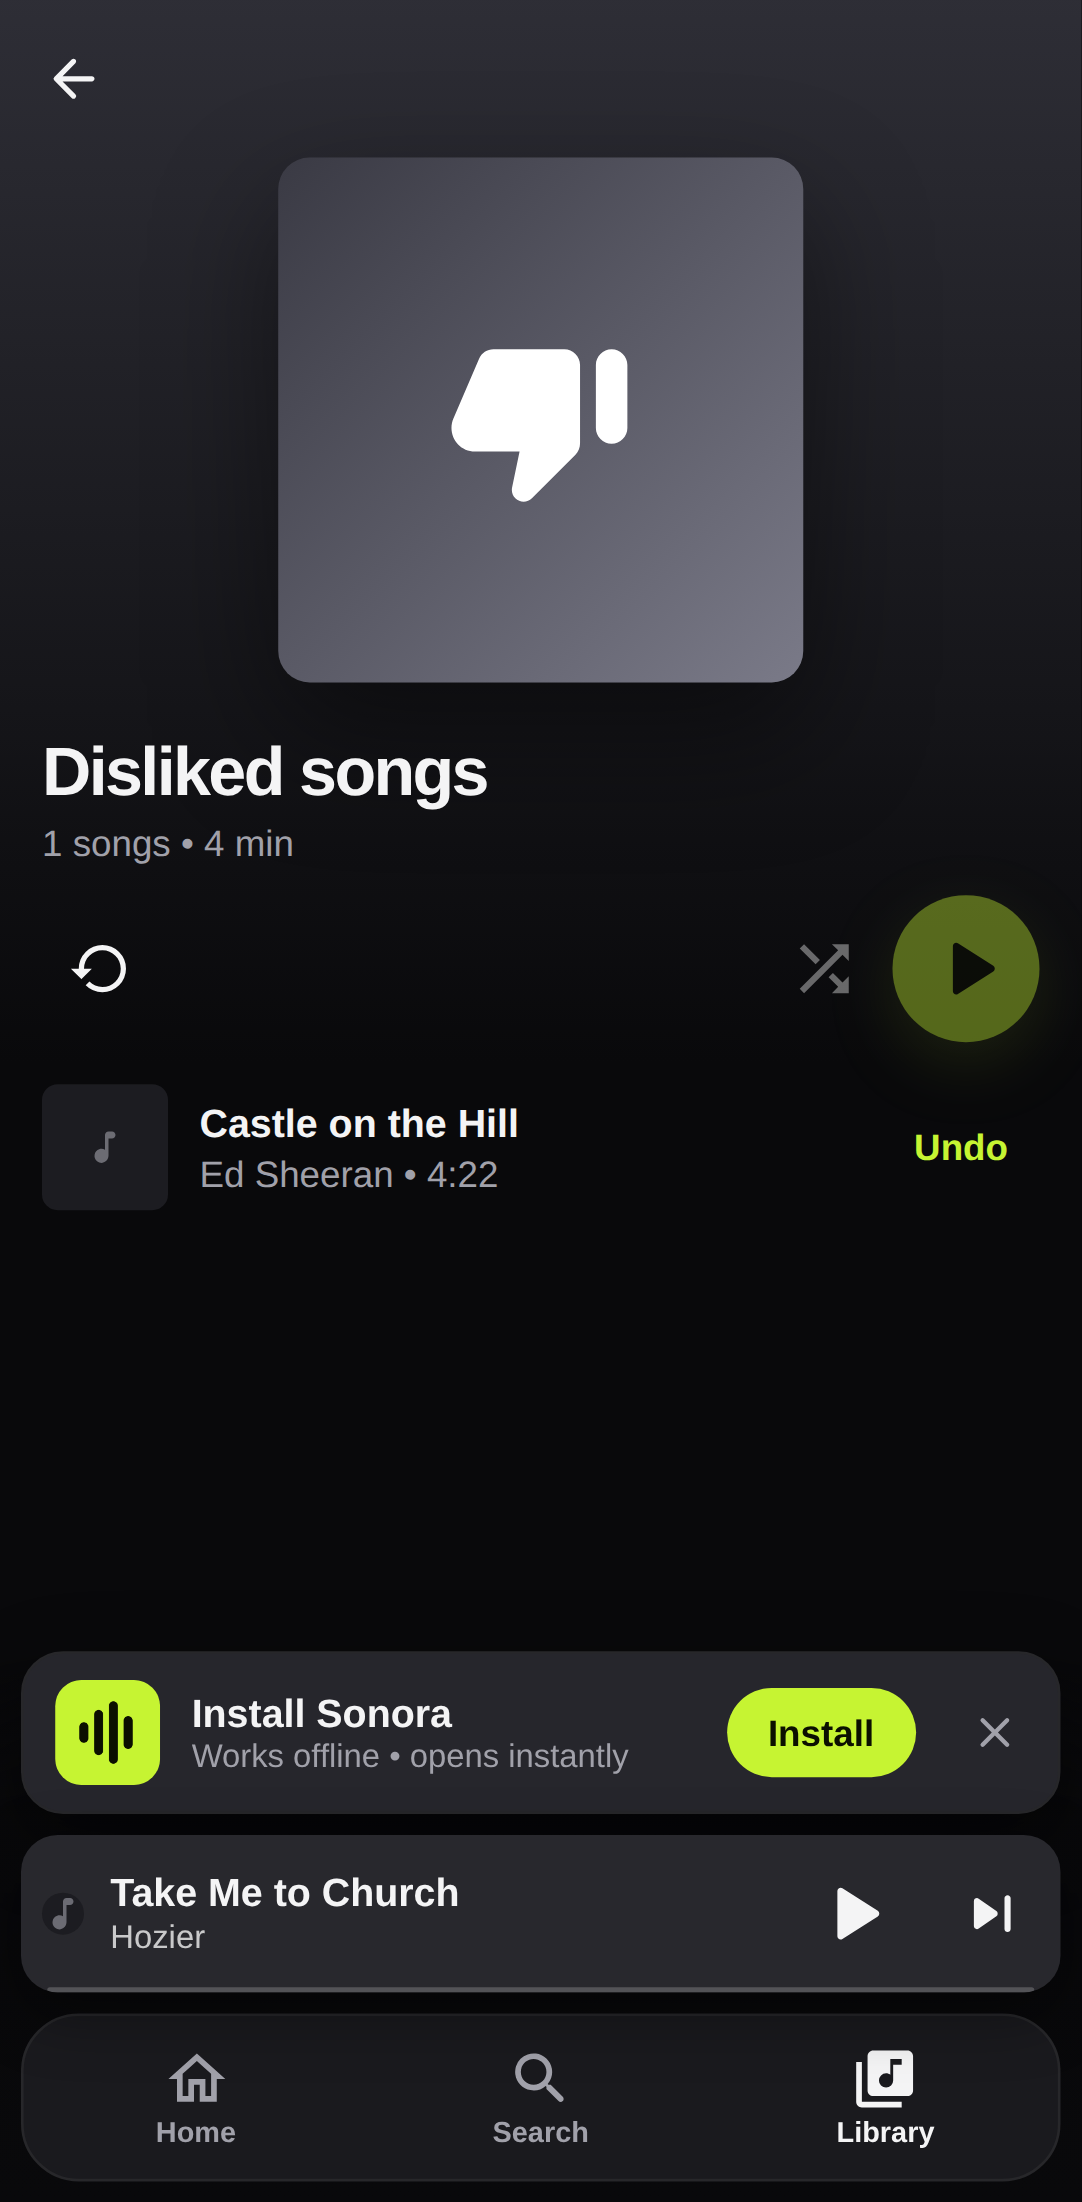 Disliked songs
1 songs • 4 min
Castle on the Hill
Ed Sheeran • 4:22
Undo
Install Sonora
Works offline • opens instantly
Install
Take Me to Church
Hozier
Home
Search
Library